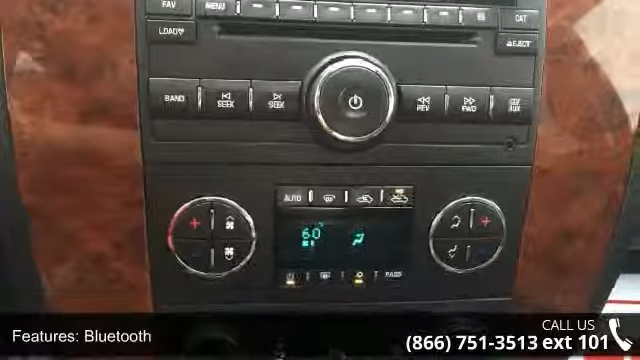 FAV MENU CAT
LOAD EJECT
BAND SEEK SEEK REV FWD AUX
AUTO
60°
PASS
Features: Bluetooth
CALL US
(866) 751-3513 ext 101